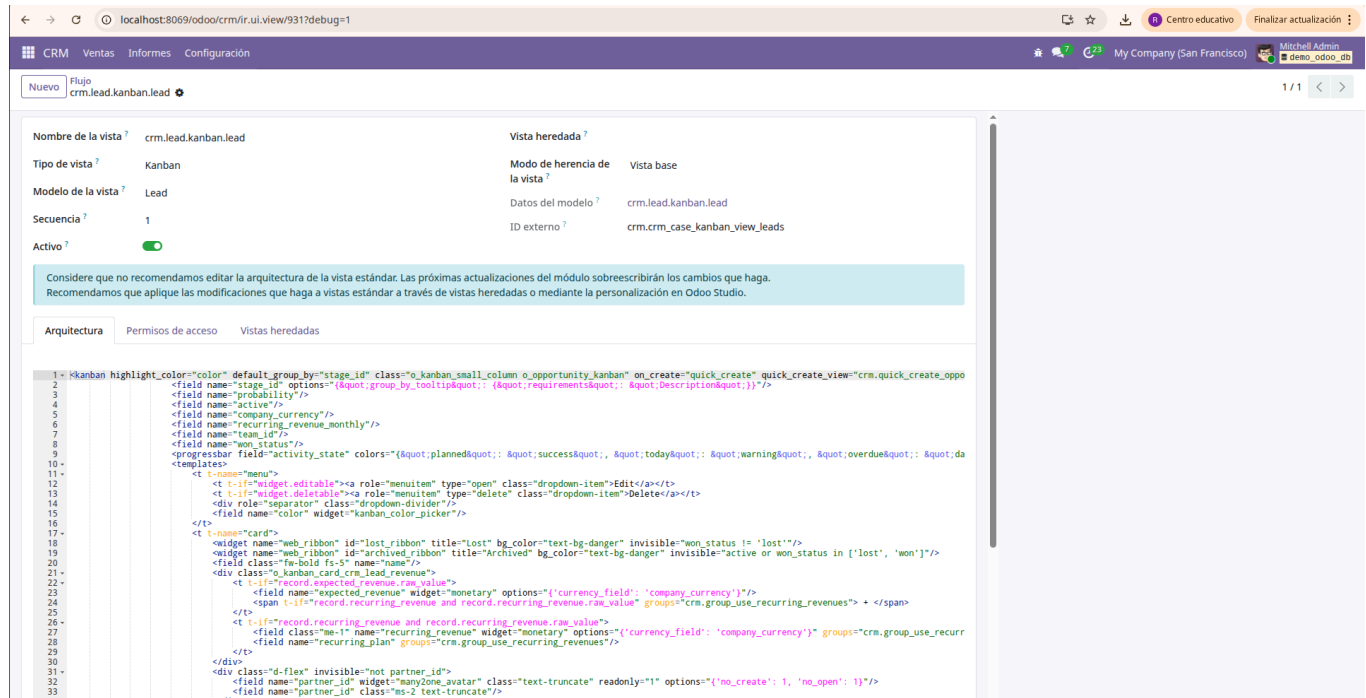 localhost:8069/odoo/crm/ir.ui.view/931?debug=1
R Centro educativo
Finalizar actualización
CRM Ventas Informes Configuración
7 23 My Company (San Francisco) Mitchell Admin
demo_odoo_db
Nuevo Flujo
crm.lead.kanban.lead
1 / 1
Nombre de la vista ? crm.lead.kanban.lead
Vista heredada ?
Tipo de vista ? Kanban
Modo de herencia de la vista ? Vista base
Modelo de la vista ? Lead
Datos del modelo ? crm.lead.kanban.lead
Secuencia ? 1
ID externo ? crm.crm_case_kanban_view_leads
Activo ?
Considere que no recomendamos editar la arquitectura de la vista estándar. Las próximas actualizaciones del módulo sobreescribirán los cambios que haga.
Recomendamos que aplique las modificaciones que haga a vistas estándar a través de vistas heredadas o mediante la personalización en Odoo Studio.
Arquitectura Permisos de acceso Vistas heredadas
1 <kanban highlight_color="color" default_group_by="stage_id" class="o_kanban_small_column o_opportunity_kanban" on_create="quick_create" quick_create_view="crm.quick_create_oppo
2 <field name="stage_id" options="{&quot;group_by_tooltip&quot;: {&quot;requirements&quot;: &quot;Description&quot;}}"/>
3 <field name="probability"/>
4 <field name="active"/>
5 <field name="company_currency"/>
6 <field name="recurring_revenue_monthly"/>
7 <field name="team_id"/>
8 <field name="won_status"/>
9 <progressbar field="activity_state" colors="{&quot;planned&quot;: &quot;success&quot;, &quot;today&quot;: &quot;warning&quot;, &quot;overdue&quot;: &quot;da
10 <templates>
11 <t t-name="menu">
12 <t t-if="widget.editable"><a role="menuitem" type="open" class="dropdown-item">Edit</a></t>
13 <t t-if="widget.deletable"><a role="menuitem" type="delete" class="dropdown-item">Delete</a></t>
14 <div role="separator" class="dropdown-divider"/>
15 <field name="color" widget="kanban_color_picker"/>
16 </t>
17 <t t-name="card">
18 <widget name="web_ribbon" id="lost_ribbon" title="Lost" bg_color="text-bg-danger" invisible="won_status != 'lost'"/>
19 <widget name="web_ribbon" id="archived_ribbon" title="Archived" bg_color="text-bg-danger" invisible="active or won_status in ['lost', 'won']"/>
20 <field class="fw-bold fs-5" name="name"/>
21 <div class="o_kanban_card_crm_lead_revenue">
22 <t t-if="record.expected_revenue.raw_value">
23 <field name="expected_revenue" widget="monetary" options="{'currency_field': 'company_currency'}"/>
24 <span t-if="record.recurring_revenue and record.recurring_revenue.raw_value" groups="crm.group_use_recurring_revenues"> + </span>
25 </t>
26 <t t-if="record.recurring_revenue and record.recurring_revenue.raw_value">
27 <field class="me-1" name="recurring_revenue" widget="monetary" options="{'currency_field': 'company_currency'}" groups="crm.group_use_recurr
28 <field name="recurring_plan" groups="crm.group_use_recurring_revenues"/>
29 </t>
30 </div>
31 <div class="d-flex" invisible="not partner_id">
32 <field name="partner_id" widget="many2one_avatar" class="text-truncate" readonly="1" options="{'no_create': 1, 'no_open': 1}"/>
33 <field name="partner_id" class="ms-2 text-truncate"/>